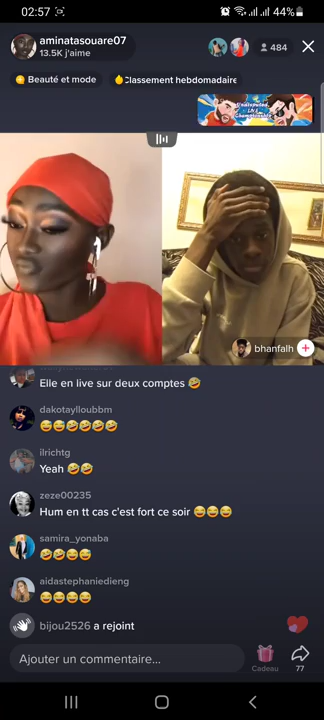 02:57
44%
aminatasouare07
13.5K j'aime
484
Beauté et mode
Classement hebdomadaire
LIVE
Championship
bhanfalh
Elle en live sur deux comptes 🤣
dakotaylloubbm
😅😅🤣🤣🤣🤣
ilrichtg
Yeah 🤣🤣
zeze00235
Hum en tt cas c'est fort ce soir 😂😂😂
samira_yonaba
🤣🤣😂😅
aidastephaniedieng
😂😂😂😂
bijou2526 a rejoint
Ajouter un commentaire...
Cadeau
77